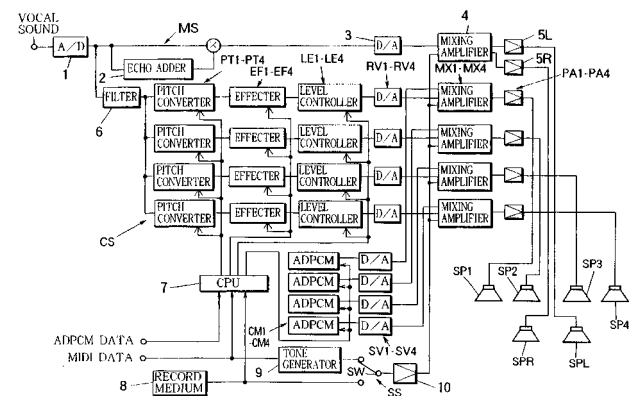 VOCAL
SOUND
A/D
1
MS
ECHO ADDER
2
3
D/A
4
MIXING
AMPLIFIER
5L
5R
PT1-PT4
EF1-EF4
LE1-LE4
RV1-RV4
MX1-MX4
PA1-PA4
FILTER
6
PITCH
CONVERTER
EFFECTER
LEVEL
CONTROLLER
D/A
MIXING
AMPLIFIER
PITCH
CONVERTER
EFFECTER
LEVEL
CONTROLLER
D/A
MIXING
AMPLIFIER
PITCH
CONVERTER
EFFECTER
LEVEL
CONTROLLER
D/A
MIXING
AMPLIFIER
PITCH
CONVERTER
EFFECTER
LEVEL
CONTROLLER
D/A
MIXING
AMPLIFIER
CS
CPU
7
ADPCM
D/A
ADPCM
D/A
ADPCM
D/A
ADPCM
D/A
CM1
-CM4
SV1-SV4
SP1
SP2
SP3
SP4
SPR
SPL
ADPCM DATA
MIDI DATA
TONE
GENERATOR
9
SW
SS
10
8
RECORD
MEDIUM